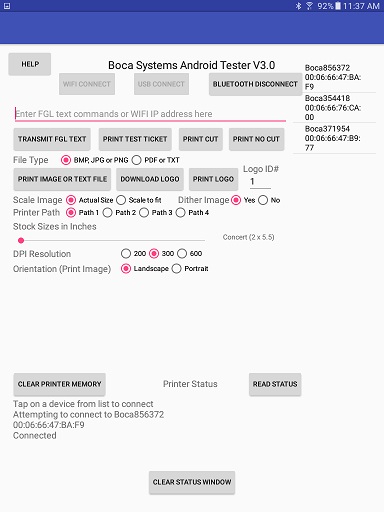 92% 11:37 AM
HELP
Boca Systems Android Tester V3.0
WIFI CONNECT
USB CONNECT
BLUETOOTH DISCONNECT
Boca856372
00:06:66:47:BA:
F9
Boca354418
00:06:66:76:CA:
00
Boca371954
00:06:66:47:B9:
77
Enter FGL text commands or WIFI IP address here
TRANSMIT FGL TEXT
PRINT TEST TICKET
PRINT CUT
PRINT NO CUT
File Type BMP, JPG or PNG PDF or TXT
Logo ID#
PRINT IMAGE OR TEXT FILE
DOWNLOAD LOGO
PRINT LOGO
1
Scale Image Actual Size Scale to fit Dither Image Yes No
Printer Path Path 1 Path 2 Path 3 Path 4
Stock Sizes in Inches
Concert (2 x 5.5)
DPI Resolution 200 300 600
Orientation (Print Image) Landscape Portrait
CLEAR PRINTER MEMORY
Printer Status
READ STATUS
Tap on a device from list to connect
Attempting to connect to Boca856372
00:06:66:47:BA:F9
Connected
CLEAR STATUS WINDOW